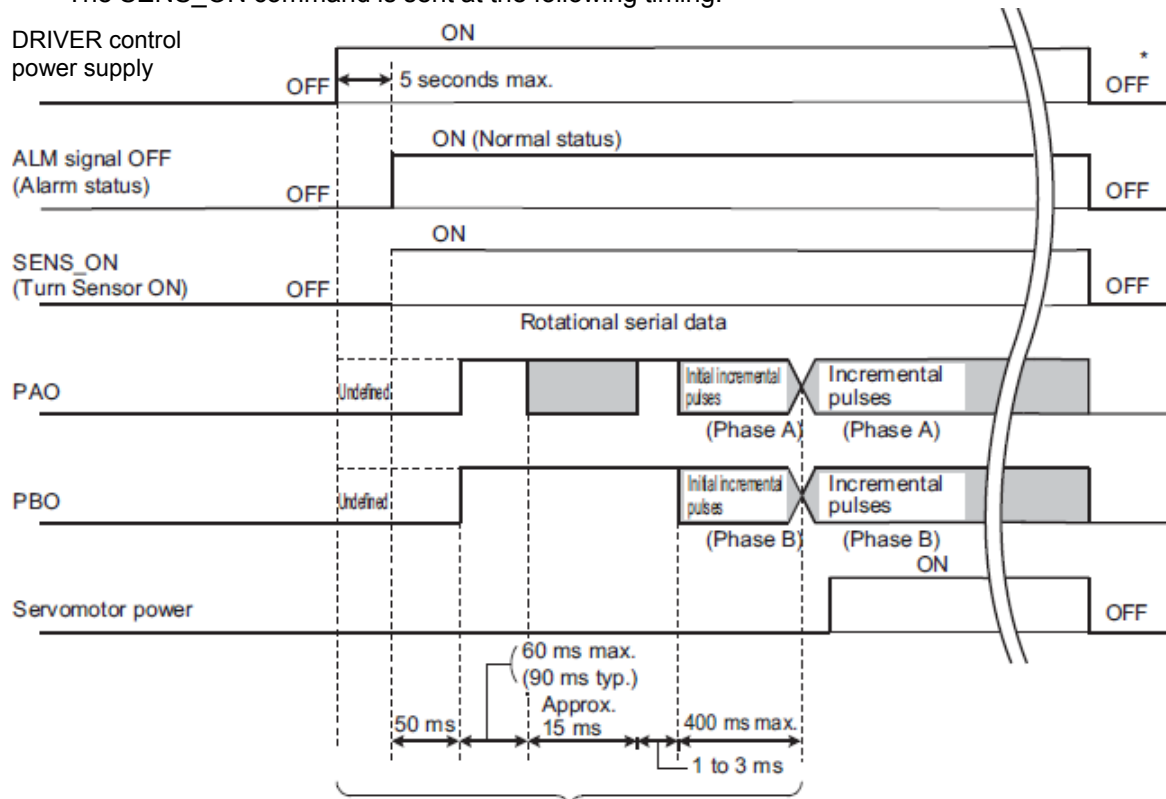 The SENS_ON command is sent at the following timing.
DRIVER control
power supply
ON
OFF
5 seconds max.
*
OFF
ALM signal OFF
(Alarm status)
OFF
ON (Normal status)
OFF
SENS_ON
(Turn Sensor ON)
OFF
ON
OFF
Rotational serial data
PAO
Undefined
Initial incremental
pulses
(Phase A)
Incremental
pulses
(Phase A)
PBO
Undefined
Initial incremental
pulses
(Phase B)
Incremental
pulses
(Phase B)
Servomotor power
ON
OFF
60 ms max.
(90 ms typ.)
50 ms
Approx.
15 ms
400 ms max.
1 to 3 ms